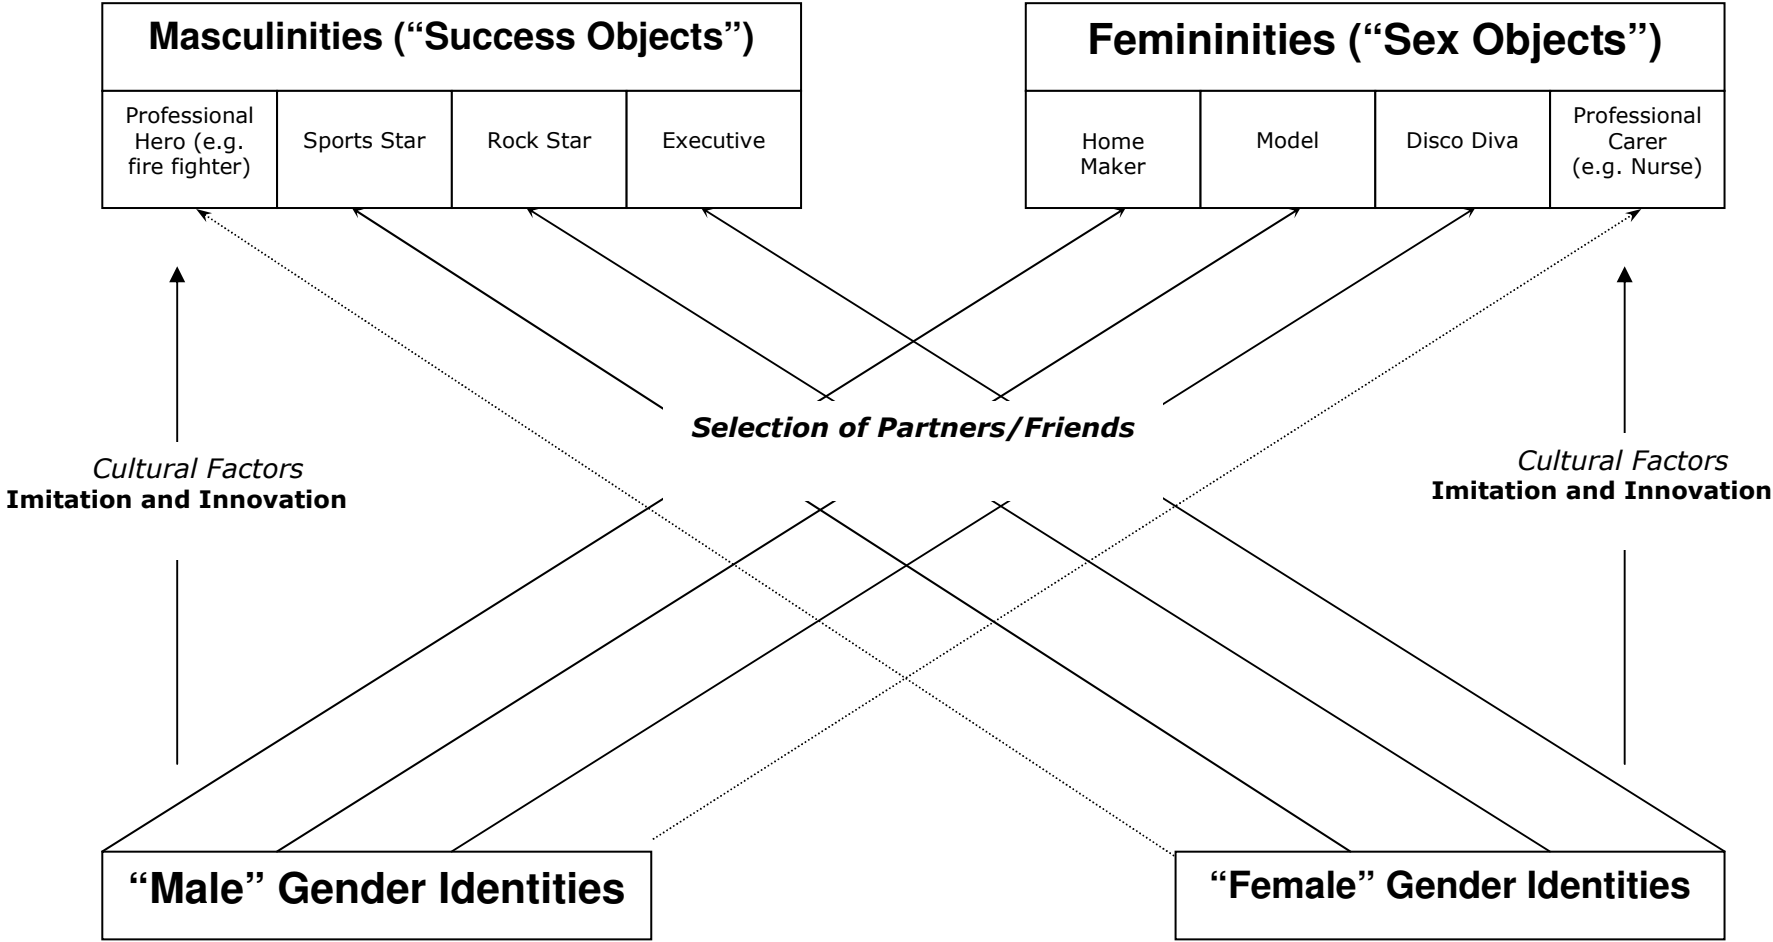 Masculinities (“Success Objects”)
Femininities (“Sex Objects”)
Professional
Hero (e.g.
fire fighter)
Sports Star
Rock Star
Executive
Home
Maker
Model
Disco Diva
Professional
Carer
(e.g. Nurse)
Selection of Partners/Friends
Cultural Factors
Imitation and Innovation
Cultural Factors
Imitation and Innovation
“Male” Gender Identities
“Female” Gender Identities